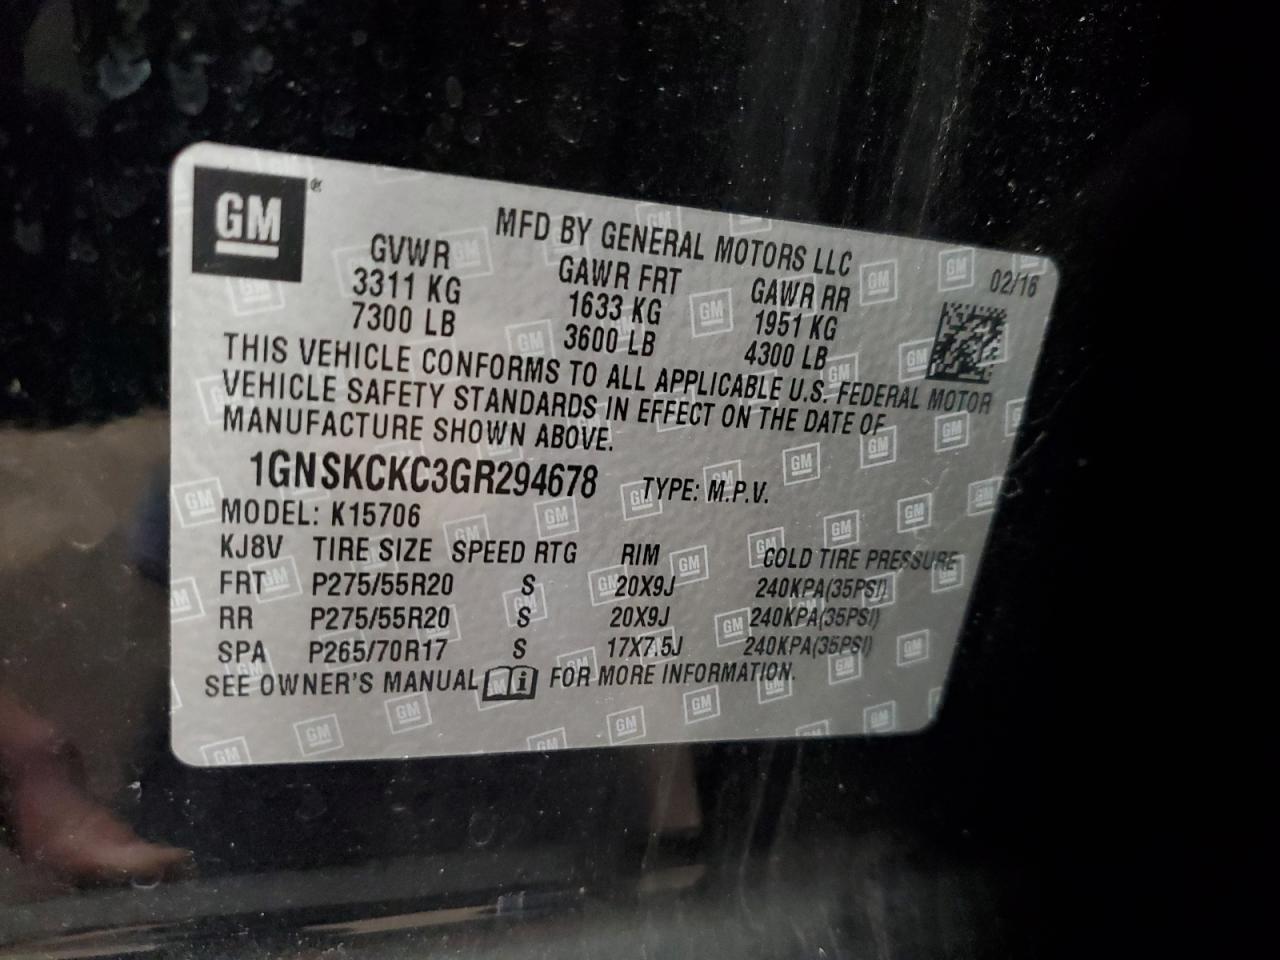 GM®
MFD BY GENERAL MOTORS LLC
02/16
GVWR GAWR FRT GAWR RR
3311 KG 1633 KG 1951 KG
7300 LB 3600 LB 4300 LB
THIS VEHICLE CONFORMS TO ALL APPLICABLE U.S. FEDERAL MOTOR
VEHICLE SAFETY STANDARDS IN EFFECT ON THE DATE OF
MANUFACTURE SHOWN ABOVE.
1GNSKCKC3GR294678 TYPE: M.P.V.
MODEL: K15706
KJ8V TIRE SIZE SPEED RTG RIM COLD TIRE PRESSURE
FRT P275/55R20 S 20X9J 240KPA(35PSI)
RR P275/55R20 S 20X9J 240KPA(35PSI)
SPA P265/70R17 S 17X7.5J 240KPA(35PSI)
SEE OWNER'S MANUAL i FOR MORE INFORMATION.